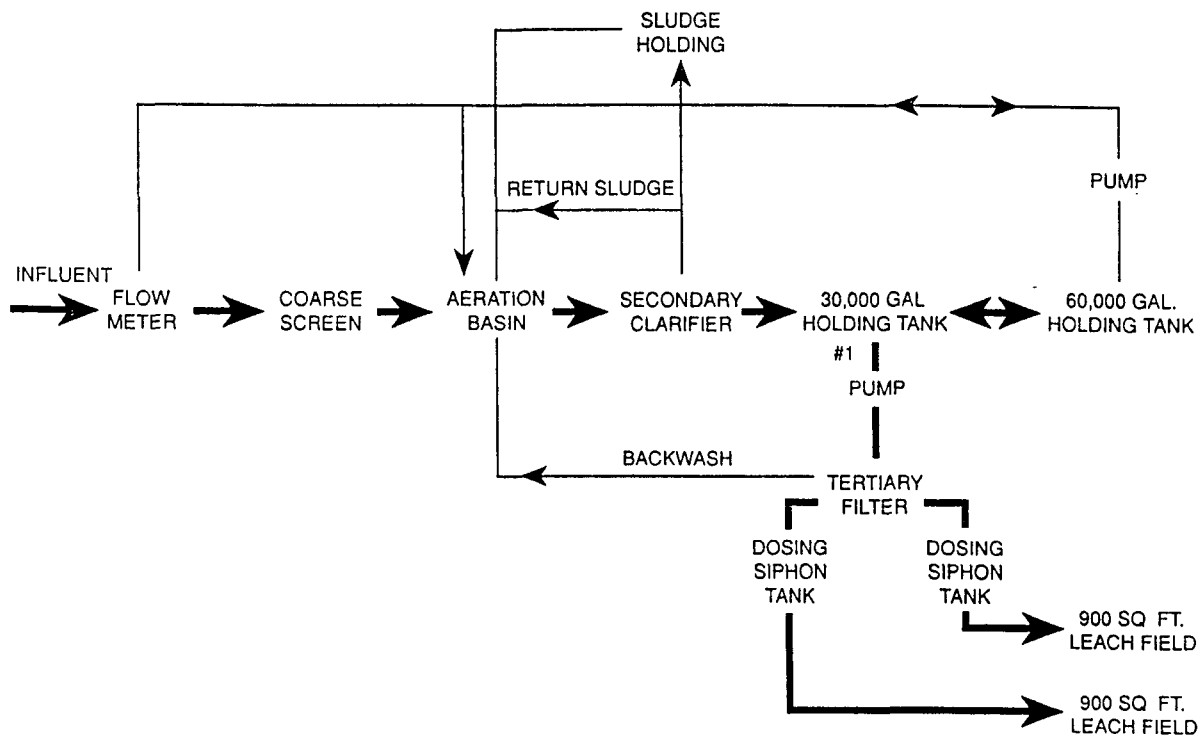 SLUDGE
HOLDING
PUMP
RETURN SLUDGE
INFLUENT
FLOW
METER
COARSE
SCREEN
AERATION
BASIN
SECONDARY
CLARIFIER
30,000 GAL
HOLDING TANK
60,000 GAL.
HOLDING TANK
#1
PUMP
BACKWASH
TERTIARY
FILTER
DOSING
SIPHON
TANK
DOSING
SIPHON
TANK
900 SQ FT.
LEACH FIELD
900 SQ FT.
LEACH FIELD